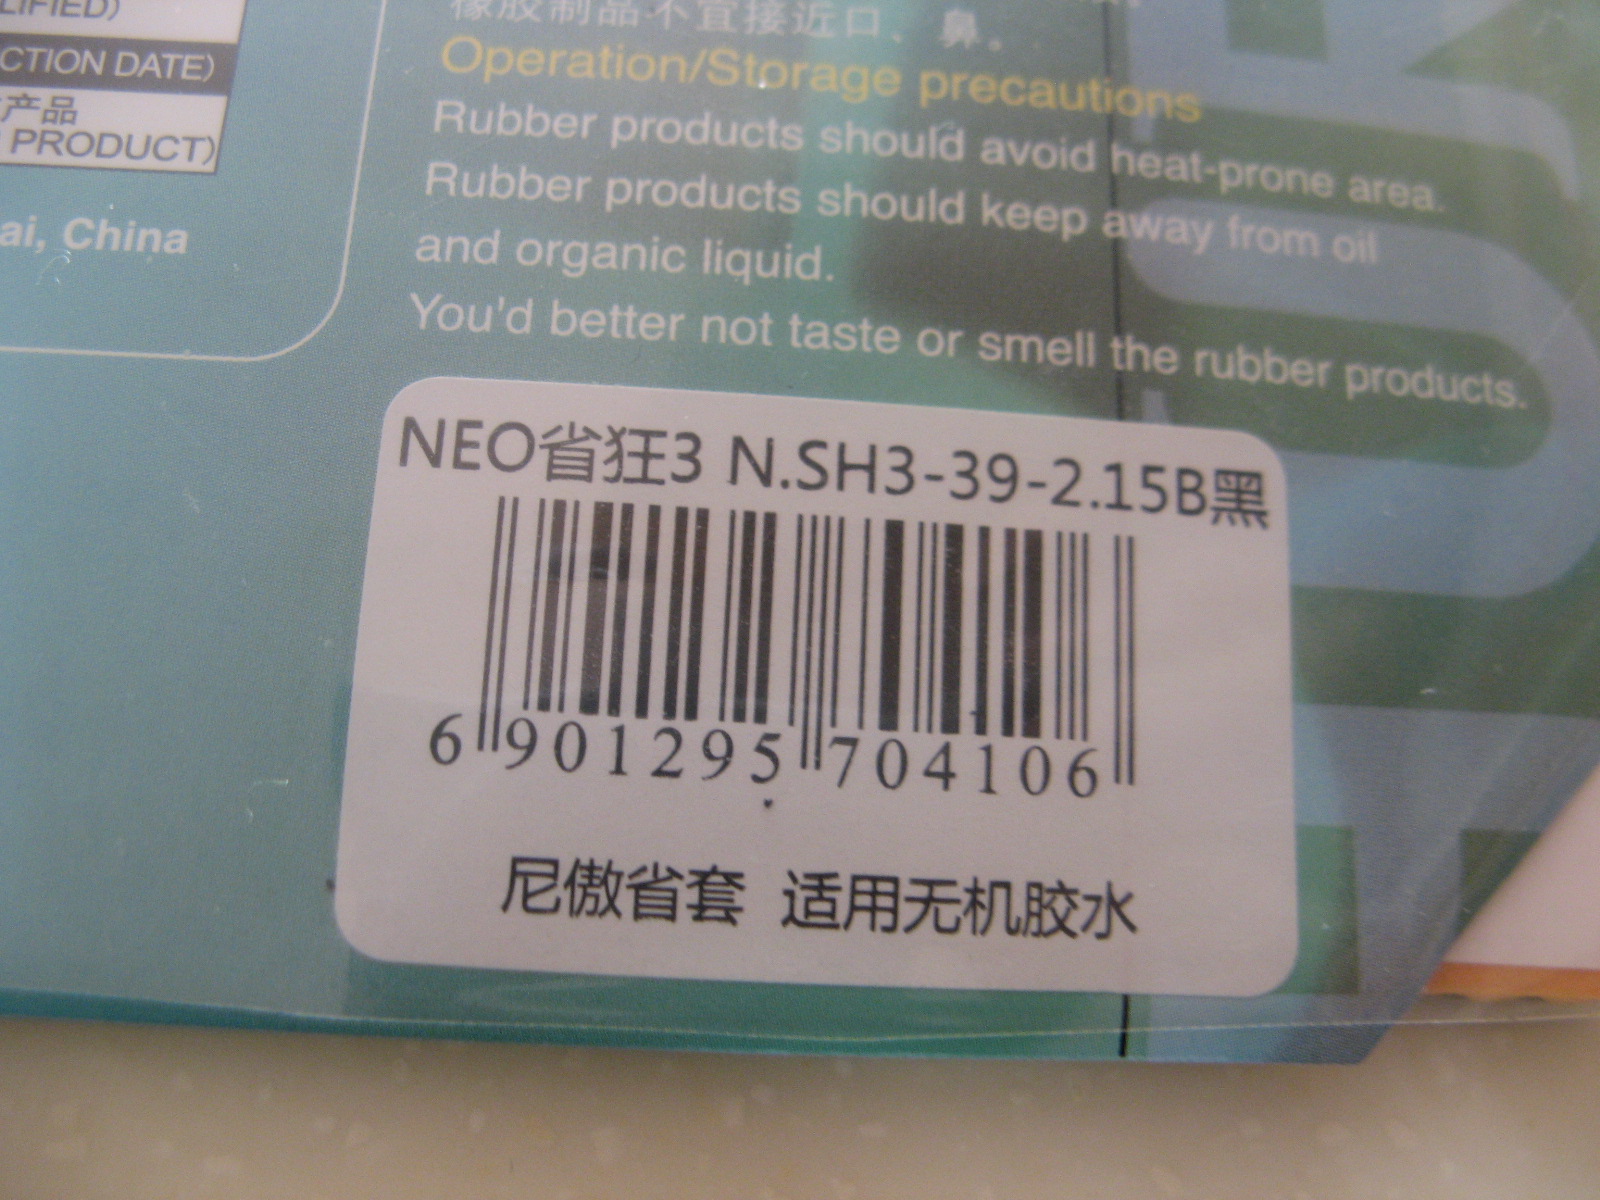 LIFIED)
CTION DATE)
产品
PRODUCT)
ai, China
橡胶制品不宜接近口、鼻。
Operation/Storage precautions
Rubber products should avoid heat-prone area.
Rubber products should keep away from oil
and organic liquid.
You'd better not taste or smell the rubber products.
NEO省狂3 N.SH3-39-2.15B黑
6 901295 704106
尼傲省套 适用无机胶水